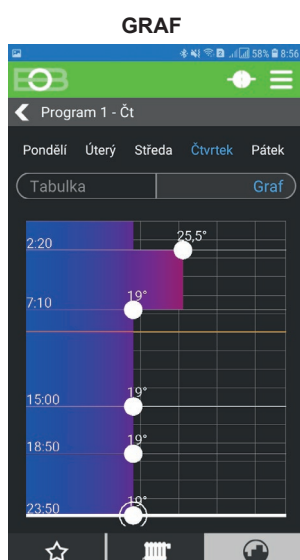 GRAF
58% 8:56
EOB
Program 1 - Čt
Pondělí Úterý Středa Čtvrtek Pátek
Tabulka Graf
2:20 25,5°
7:10 19°
15:00 19°
18:50 19°
23:50 19°